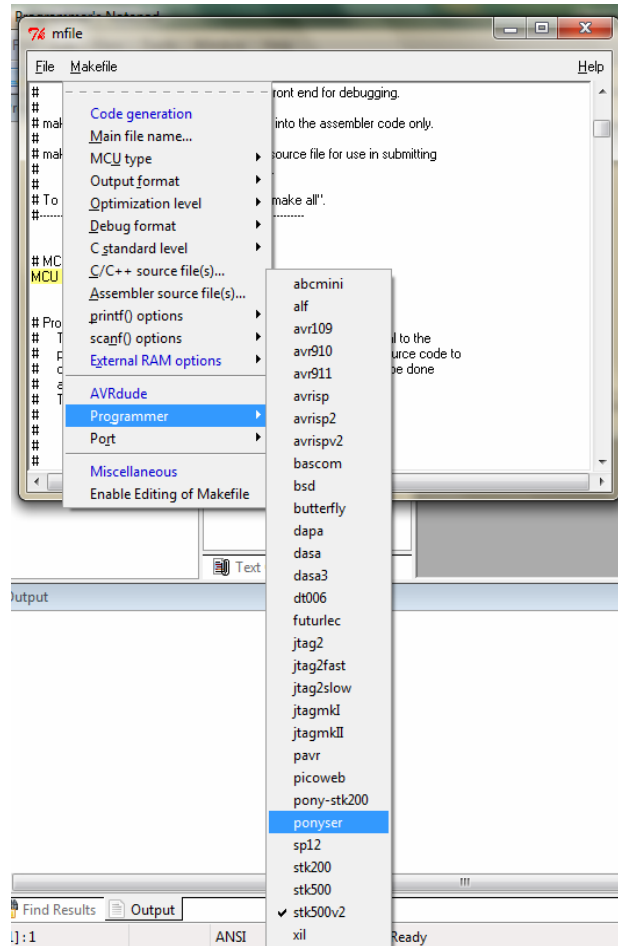 mfile
File Makefile Help
#
ront end for debugging.
#
# mak
into the assembler code only.
#
# mak
source file for use in submitting
#
#
# To
make all".
#
# MC
MCU
# Pro
#
l to the
#
urce code to
#
be done
#
#
#
#
#
#
Code generation
Main file name...
MCU type
Output format
Optimization level
Debug format
C standard level
C/C++ source file(s)...
Assembler source file(s)...
printf() options
scanf() options
External RAM options
AVRdude
Programmer
Port
Miscellaneous
Enable Editing of Makefile
abcmini
alf
avr109
avr910
avr911
avrisp
avrisp2
avrispv2
bascom
bsd
butterfly
dapa
dasa
dasa3
dt006
futurlec
jtag2
jtag2fast
jtag2slow
jtagmkI
jtagmkII
pavr
picoweb
pony-stk200
ponyser
sp12
stk200
stk500
stk500v2
xil
Text
Output
Find Results Output
]:1 ANSI Ready